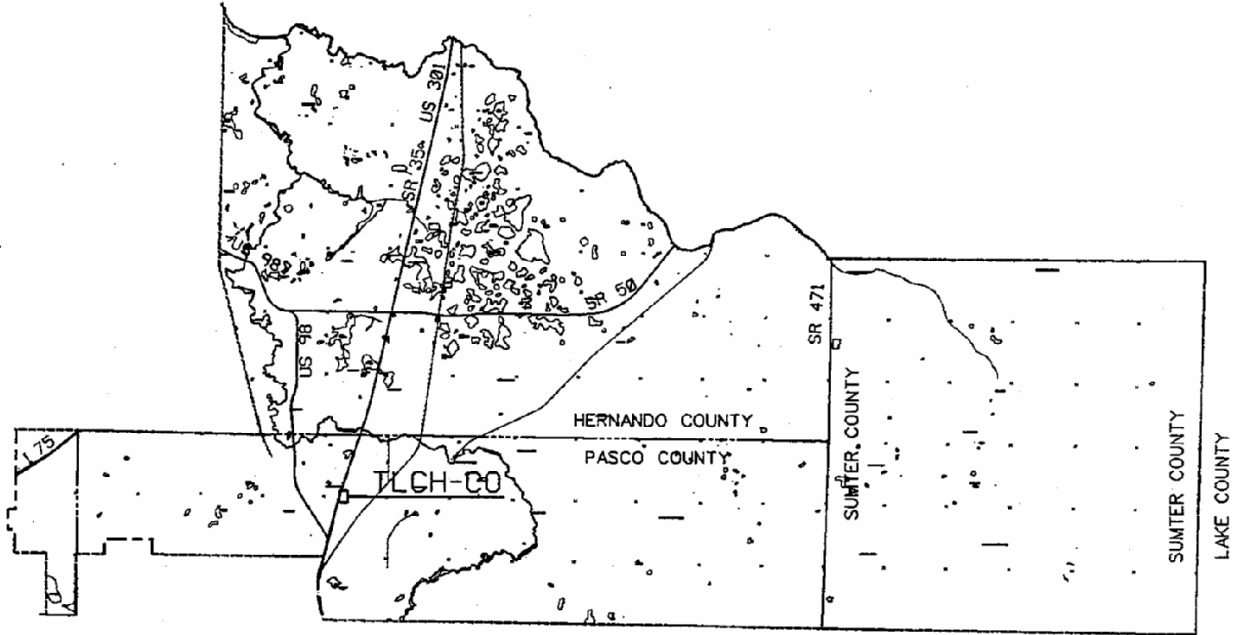 US 301
SR 35
98
SR 50
US 98
SR 471
HERNANDO COUNTY
PASCO COUNTY
I 75
TLCH-CO
SUMTER COUNTY
SUMTER COUNTY
LAKE COUNTY